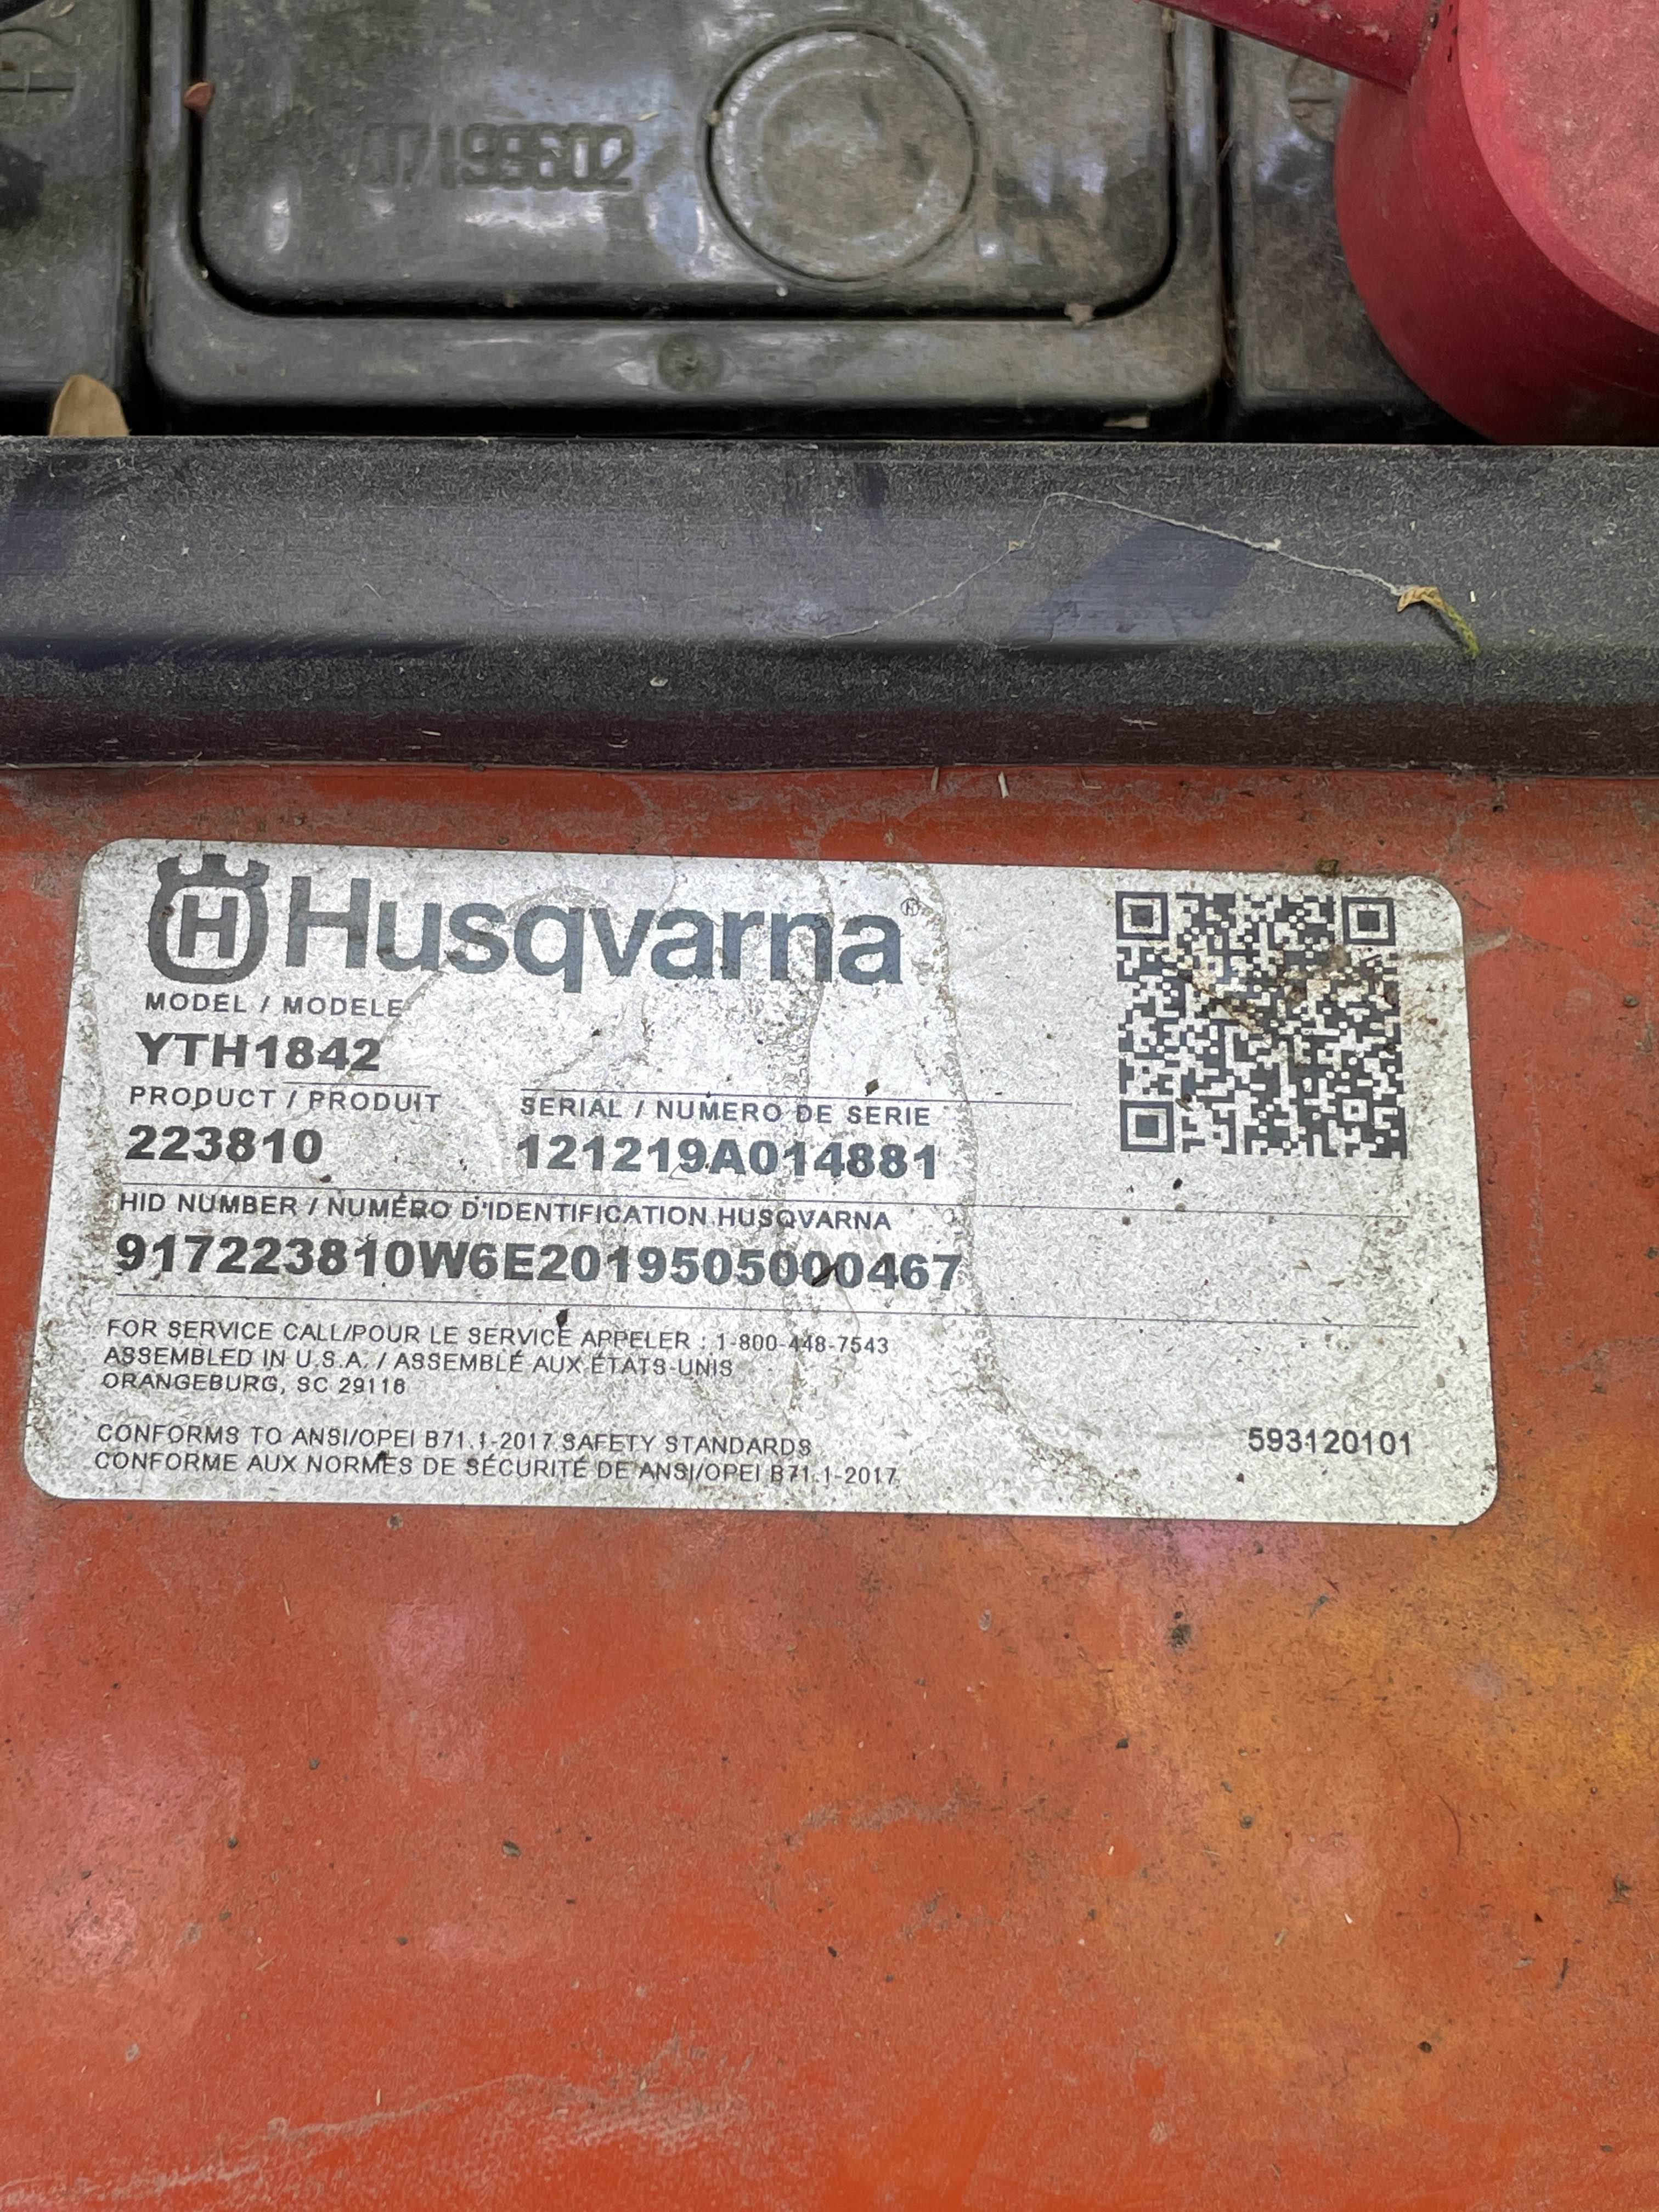 07199602
H Husqvarna®
MODEL / MODELE
YTH1842
PRODUCT / PRODUIT
SERIAL / NUMERO DE SERIE
223810
121219A014881
HID NUMBER / NUMÉRO D'IDENTIFICATION HUSQVARNA
917223810W6E2019505000467
FOR SERVICE CALL/POUR LE SERVICE APPELER : 1-800-448-7543
ASSEMBLED IN U.S.A. / ASSEMBLÉ AUX ÉTATS-UNIS
ORANGEBURG, SC 29116
CONFORMS TO ANSI/OPEI B71.1-2017 SAFETY STANDARDS
CONFORME AUX NORMES DE SÉCURITÉ DE ANSI/OPEI B71.1-2017
593120101